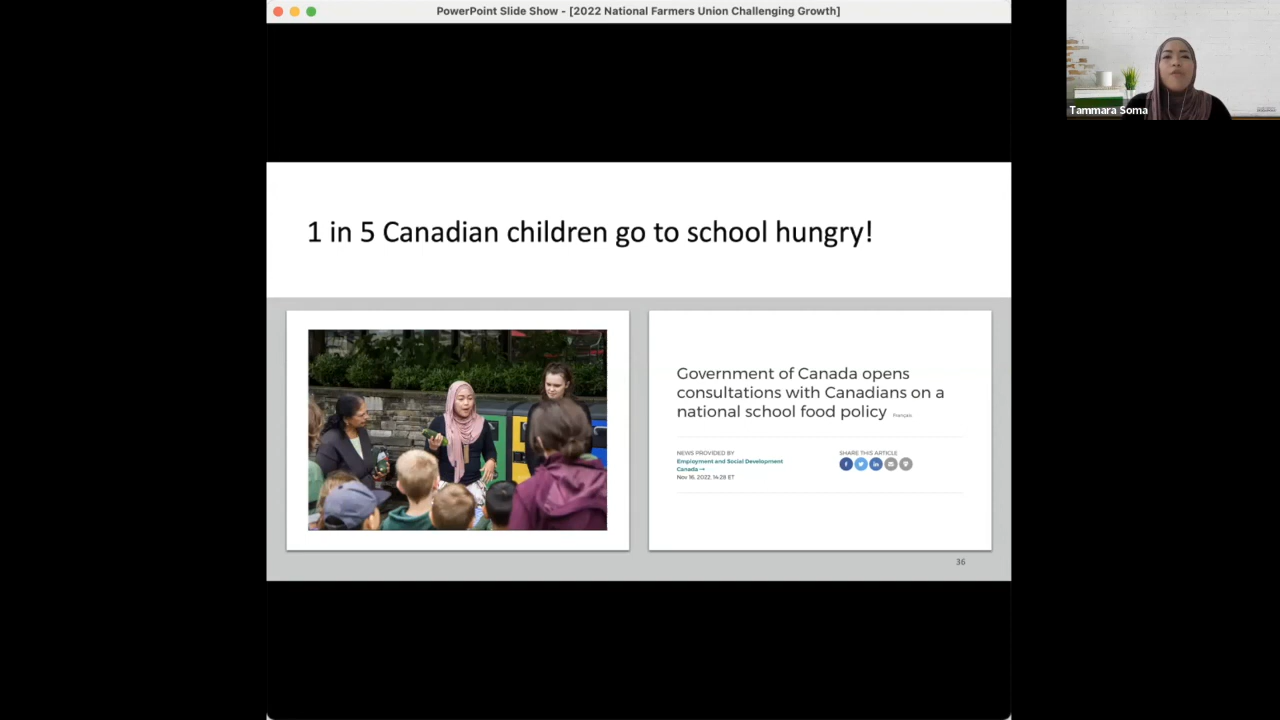 PowerPoint Slide Show - [2022 National Farmers Union Challenging Growth]
Tammara Soma
1 in 5 Canadian children go to school hungry!
Government of Canada opens
consultations with Canadians on a
national school food policy Français
NEWS PROVIDED BY
Employment and Social Development
Canada →
Nov 16, 2022, 14:28 ET
SHARE THIS ARTICLE
36